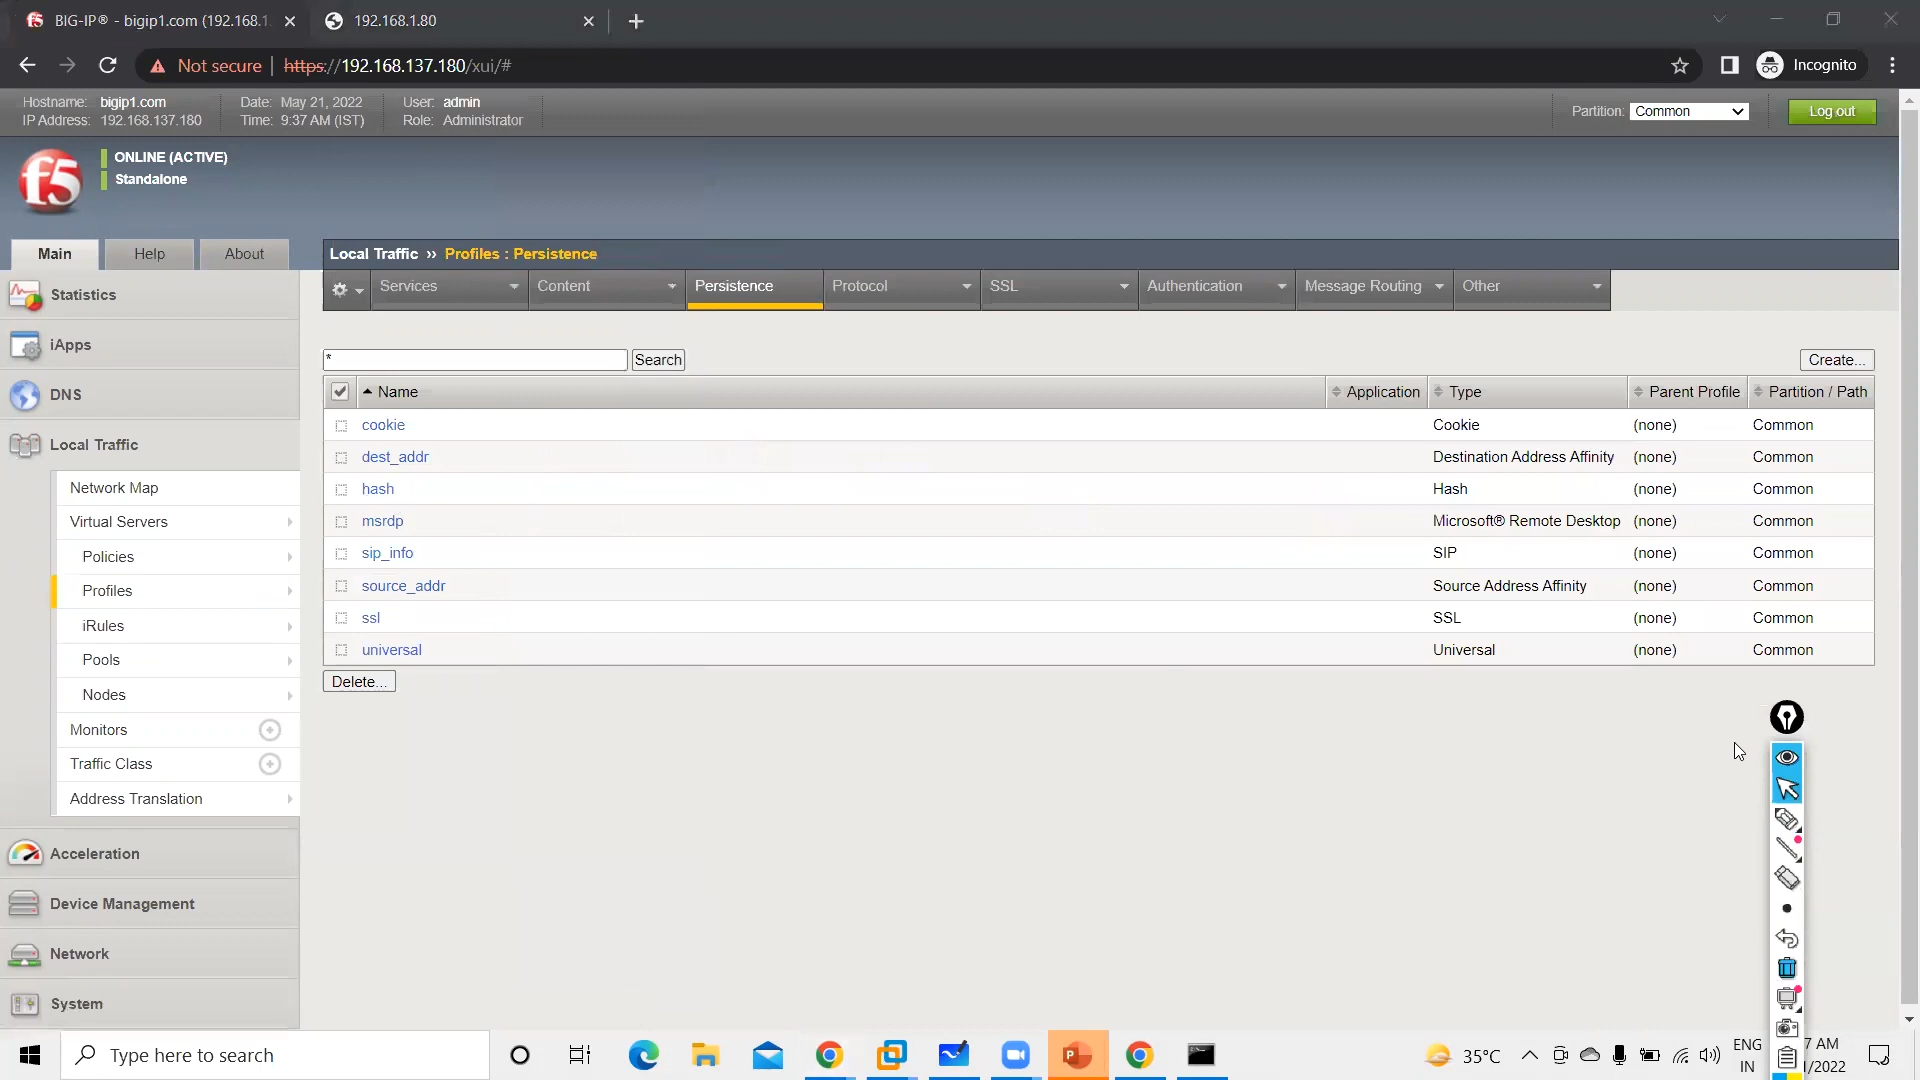 BIG-IP® - bigip1.com (192.168.1
192.168.1.80
Not secure | https://192.168.137.180/xui/#
Incognito
Hostname: bigip1.com Date: May 21, 2022 User: admin
IP Address: 192.168.137.180 Time: 9:37 AM (IST) Role: Administrator
Partition: Common
Log out
f5
ONLINE (ACTIVE)
Standalone
Main Help About
Local Traffic ›› Profiles : Persistence
Services Content Persistence Protocol SSL Authentication Message Routing Other
Statistics
iApps
DNS
Local Traffic
Network Map
Virtual Servers
Policies
Profiles
iRules
Pools
Nodes
Monitors
Traffic Class
Address Translation
Acceleration
Device Management
Network
System
* Search Create...
Name Application Type Parent Profile Partition / Path
cookie Cookie (none) Common
dest_addr Destination Address Affinity (none) Common
hash Hash (none) Common
msrdp Microsoft® Remote Desktop (none) Common
sip_info SIP (none) Common
source_addr Source Address Affinity (none) Common
ssl SSL (none) Common
universal Universal (none) Common
Delete...
Type here to search
P
35°C
ENG
IN
7 AM
/2022